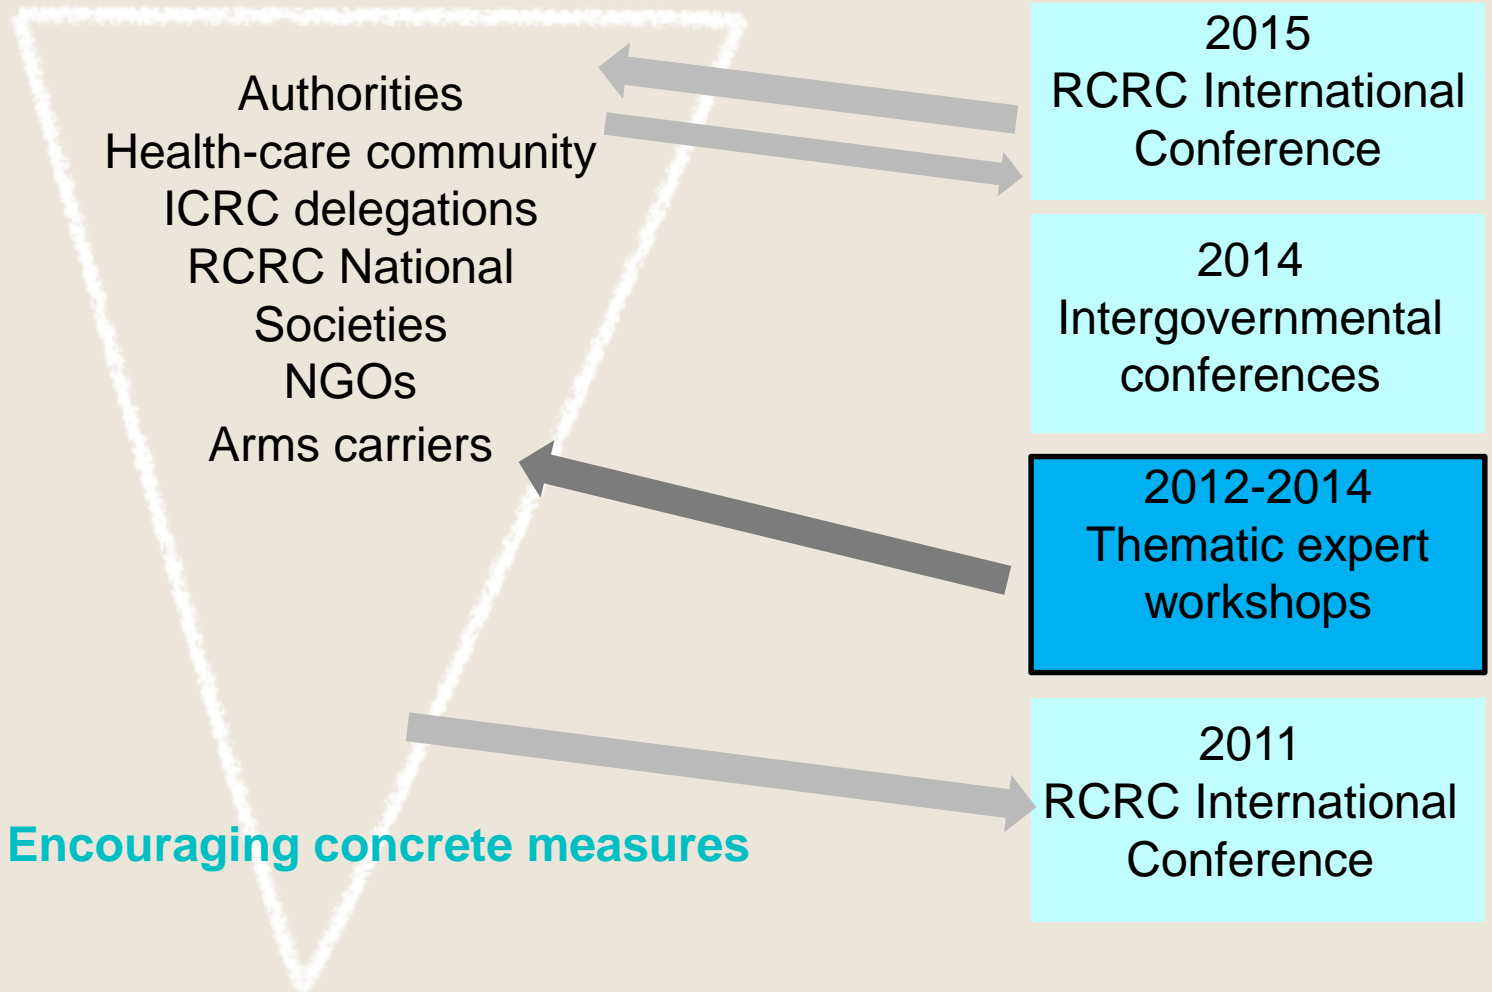 Authorities
Health-care community
ICRC delegations
RCRC National
Societies
NGOs
Arms carriers
Encouraging concrete measures
2015
RCRC International
Conference
2014
Intergovernmental
conferences
2012-2014
Thematic expert
workshops
2011
RCRC International
Conference